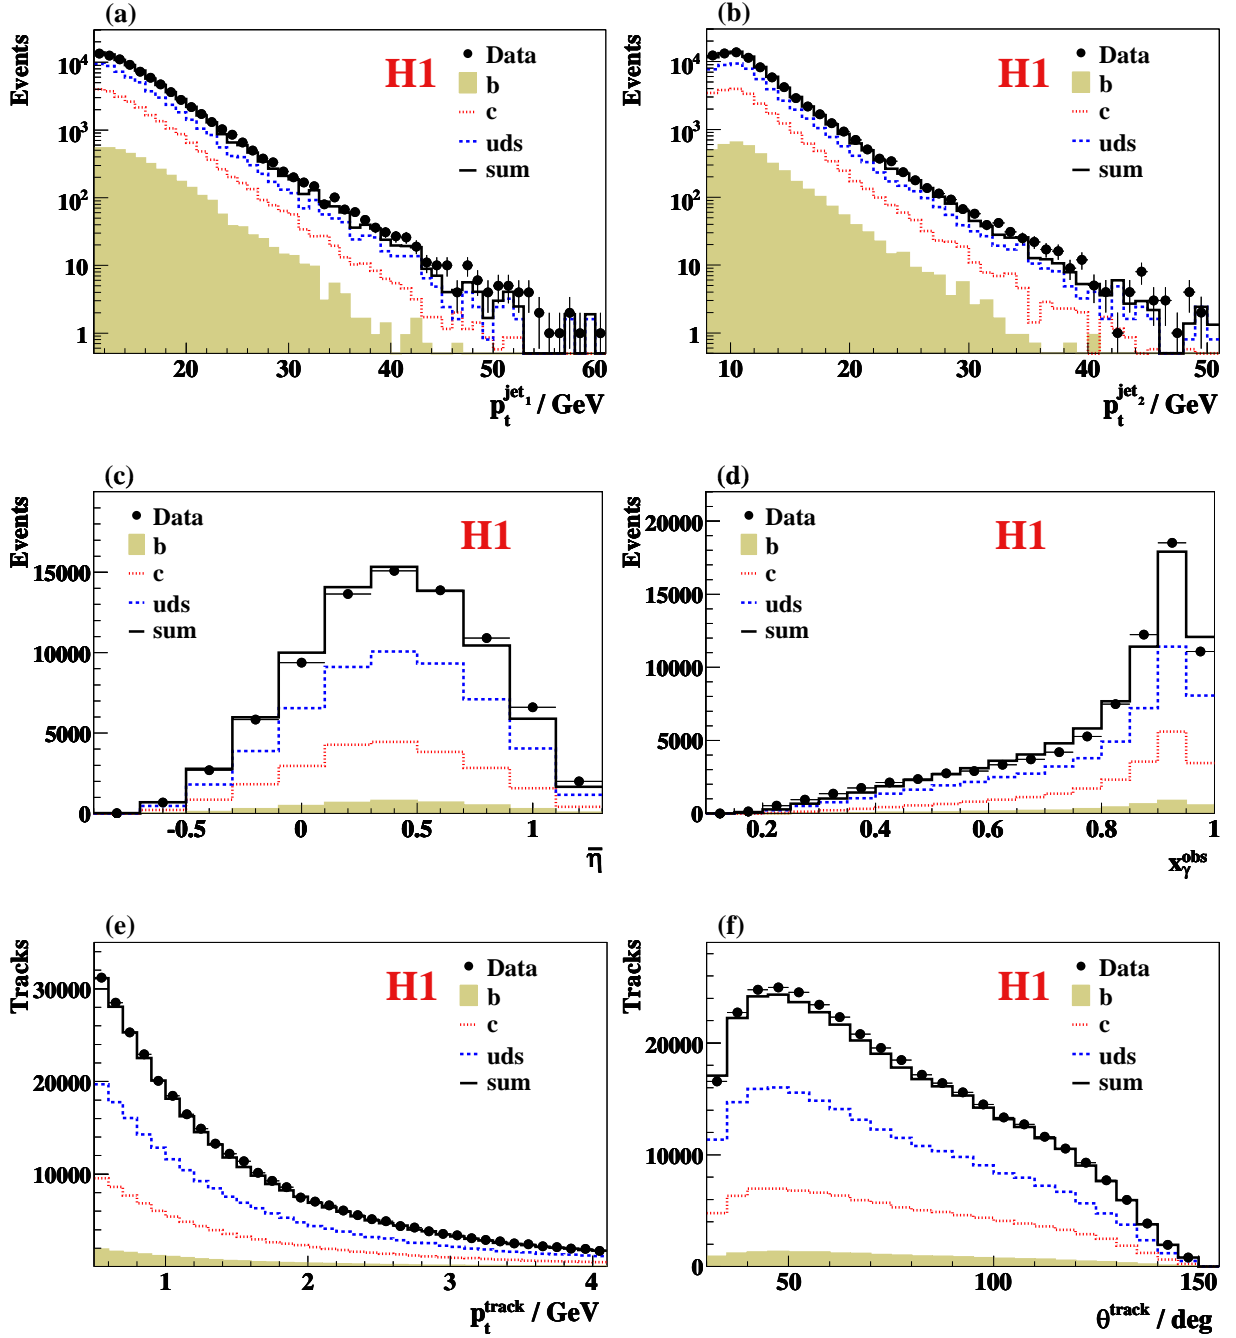 (a)
Events
10⁴
10³
10²
10
1
H1
Data
b
c
uds
sum
20 30 40 50 60
p_t^{jet_1} / GeV
(b)
Events
10⁴
10³
10²
10
1
H1
Data
b
c
uds
sum
10 20 30 40 50
p_t^{jet_2} / GeV
(c)
Events
15000
10000
5000
0
Data
b
c
uds
sum
H1
-0.5 0 0.5 1
η̅
(d)
Events
20000
15000
10000
5000
0
Data
b
c
uds
sum
H1
0.2 0.4 0.6 0.8 1
x_γ^{obs}
(e)
Tracks
30000
20000
10000
H1
Data
b
c
uds
sum
1 2 3 4
p_t^{track} / GeV
(f)
Tracks
20000
10000
0
H1
Data
b
c
uds
sum
50 100 150
θ^{track} / deg